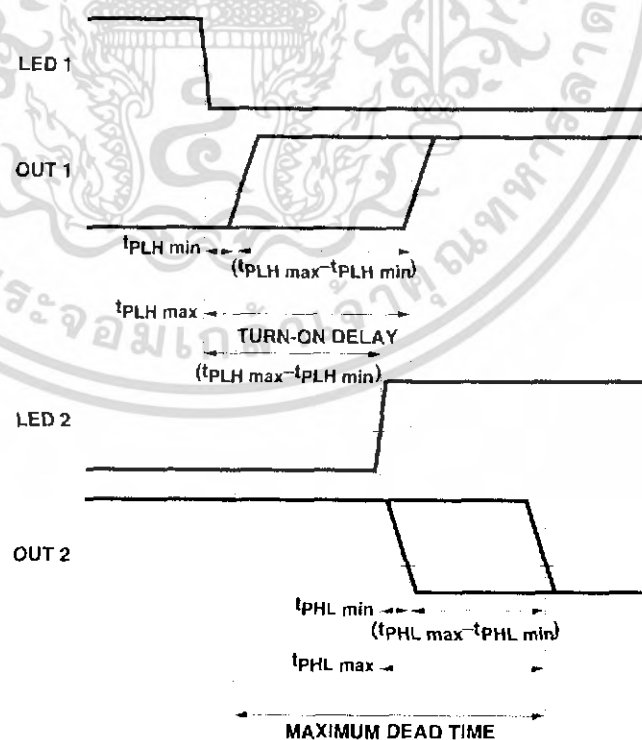 LED 1
OUT 1
tPLH min
(tPLH max-tPLH min)
tPLH max
TURN-ON DELAY
(tPLH max-tPLH min)
LED 2
OUT 2
tPHL min
(tPHL max-tPHL min)
tPHL max
MAXIMUM DEAD TIME